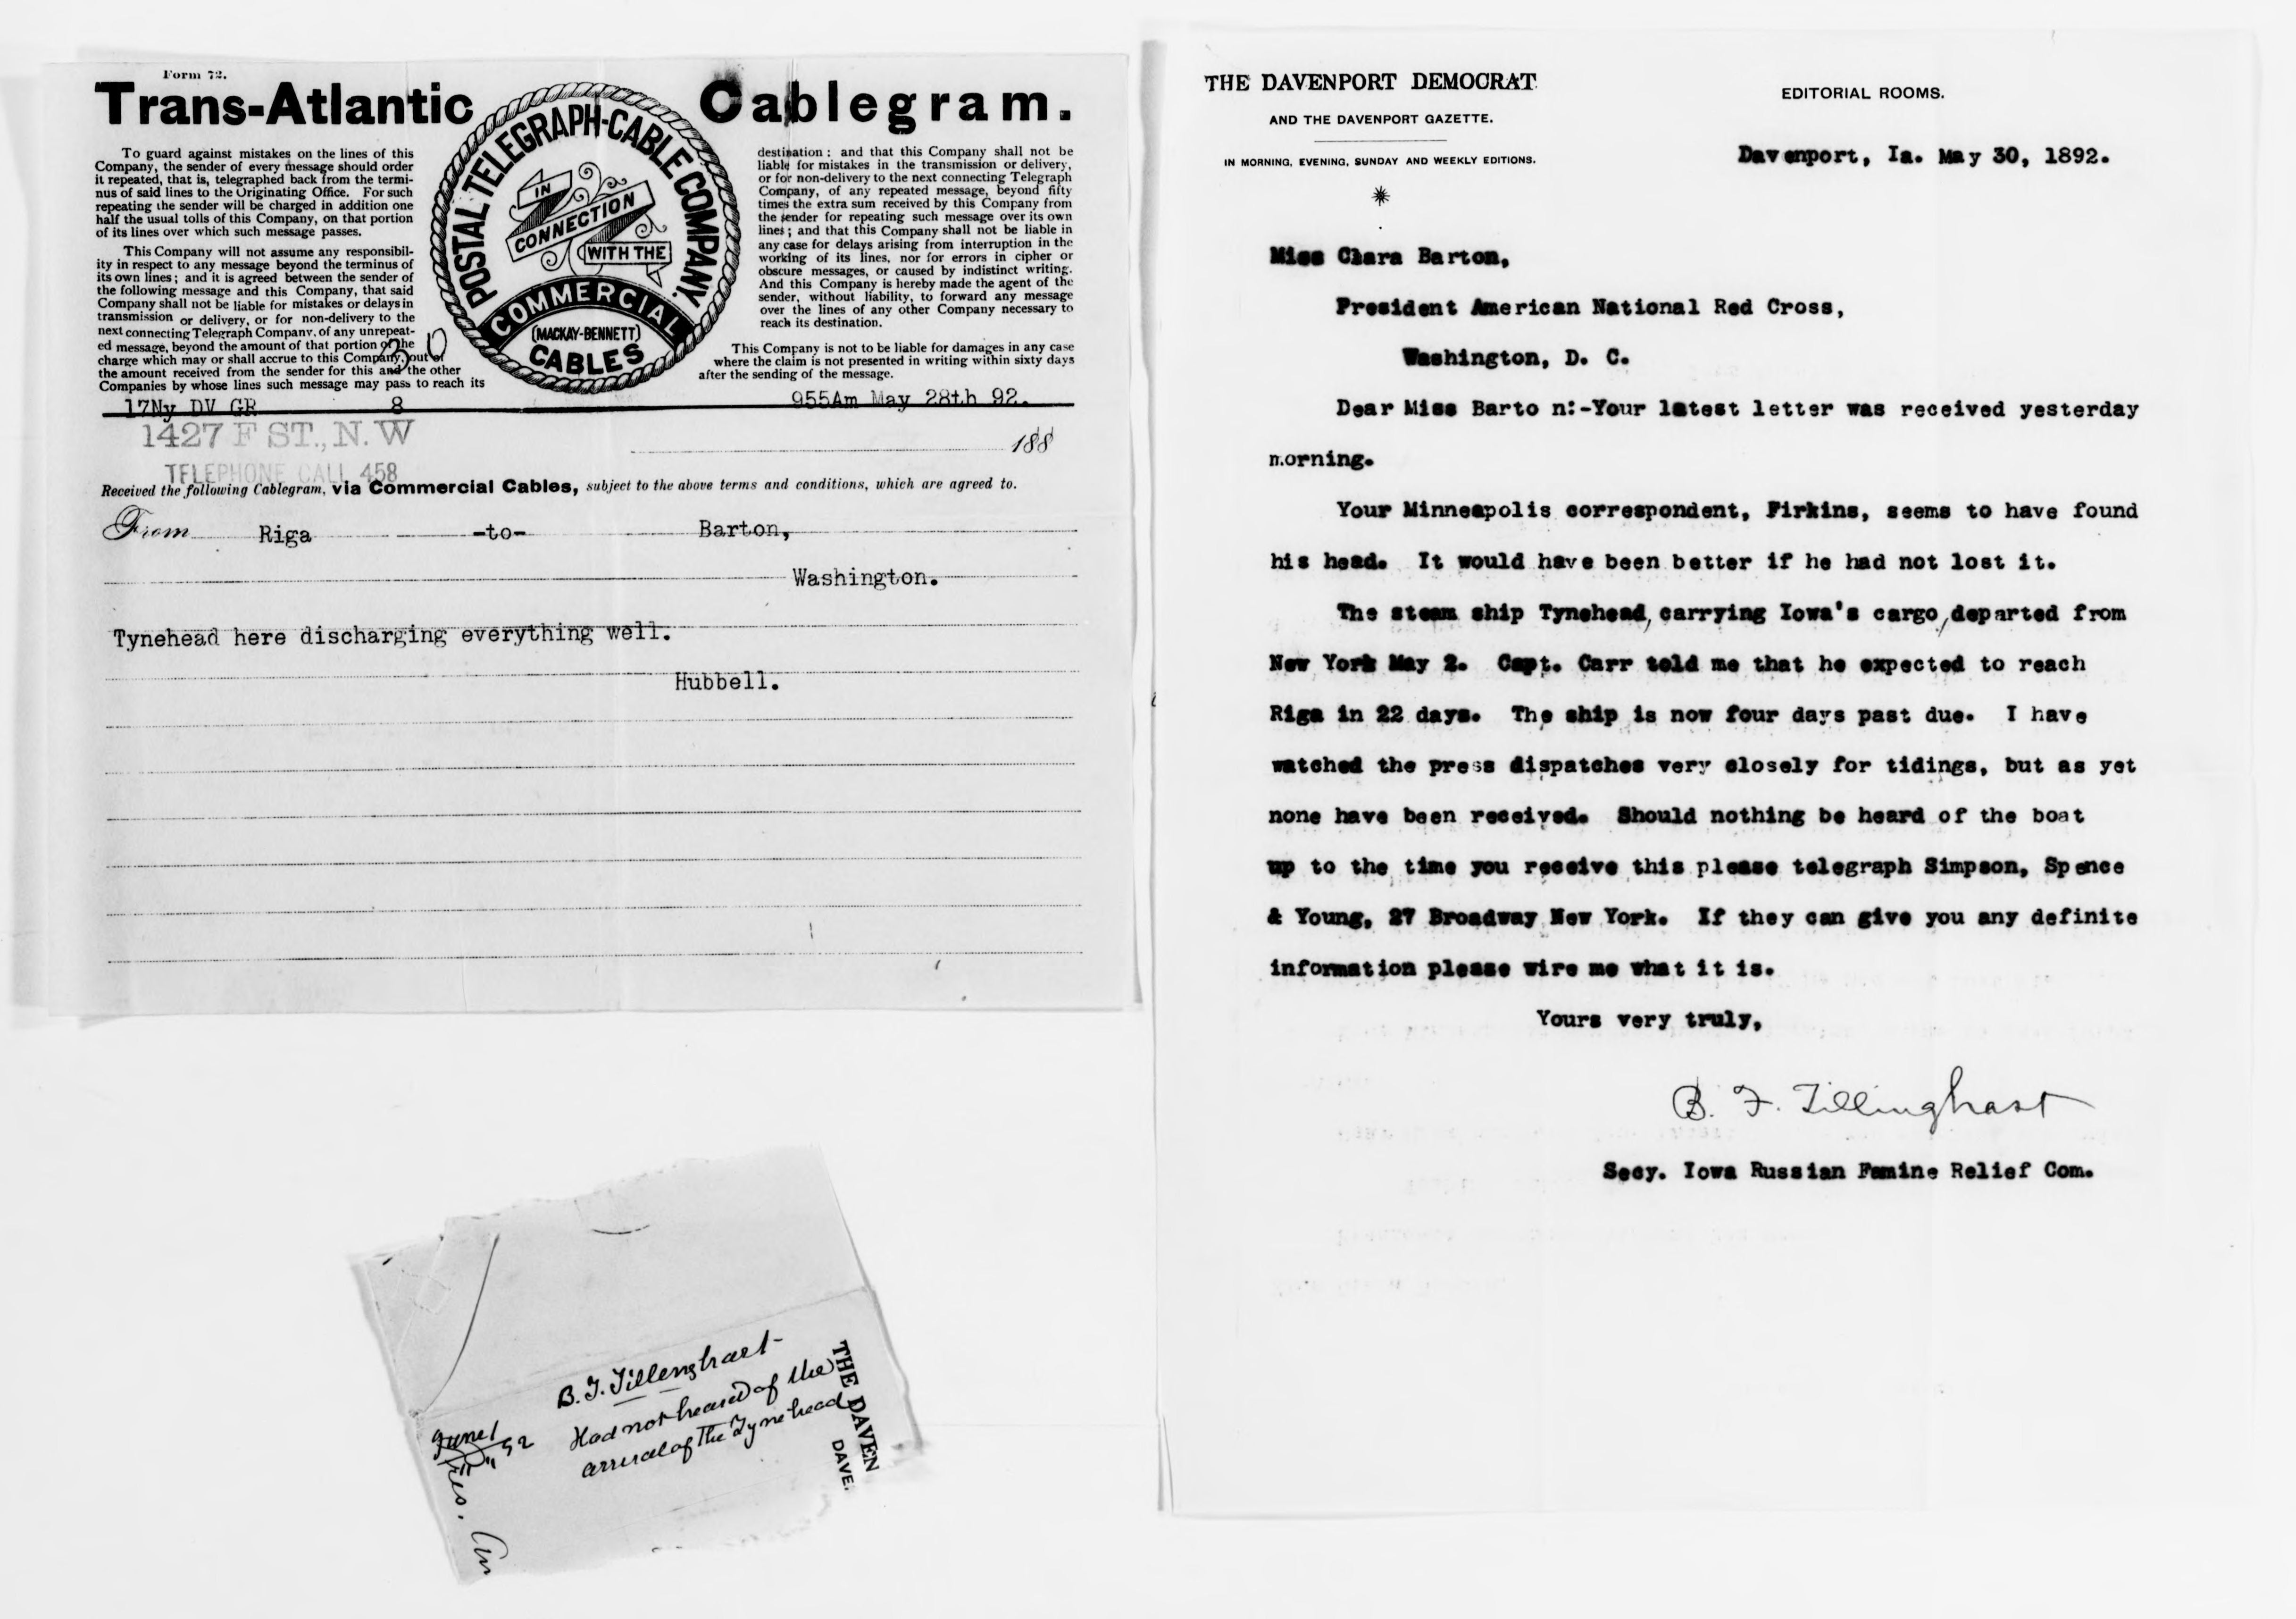 Form 72.
Trans-Atlantic Cablegram.
To guard against mistakes on the lines of this
Company, the sender of every message should order
it repeated, that is, telegraphed back from the termi-
nus of said lines to the Originating Office. For such
repeating the sender will be charged in addition one
half the usual tolls of this Company, on that portion
of its lines over which such message passes.
This Company will not assume any responsibil-
ity in respect to any message beyond the terminus of
its own lines; and it is agreed between the sender of
the following message and this Company, that said
Company shall not be liable for mistakes or delays in
transmission or delivery, or for non-delivery to the
next connecting Telegraph Company, of any unrepeat-
ed message, beyond the amount of that portion of the
charge which may or shall accrue to this Company, out of
the amount received from the sender for this and the other
Companies by whose lines such message may pass to reach its
POSTAL TELEGRAPH-CABLE COMPANY.
IN
CONNECTION
WITH THE
COMMERCIAL
(MACKAY-BENNETT)
CABLES
destination: and that this Company shall not be
liable for mistakes in the transmission or delivery,
or for non-delivery to the next connecting Telegraph
Company, of any repeated message, beyond fifty
times the extra sum received by this Company from
the sender for repeating such message over its own
lines; and that this Company shall not be liable in
any case for delays arising from interruption in the
working of its lines, nor for errors in cipher or
obscure messages, or caused by indistinct writing.
And this Company is hereby made the agent of the
sender, without liability, to forward any message
over the lines of any other Company necessary to
reach its destination.
This Company is not to be liable for damages in any case
where the claim is not presented in writing within sixty days
after the sending of the message.
30
17Ny DV GR 8 955Am May 28th 92.
1427 F ST., N. W
188
TELEPHONE CALL 458
Received the following Cablegram, via Commercial Cables, subject to the above terms and conditions, which are agreed to.
From Riga -to- Barton,
Washington.
Tynehead here discharging everything well.
Hubbell.
B. F. Tillinghast
Had not heard of the
arrival of the Tynehead
June 1
" 92
THE DAVEN
DAVE
THE DAVENPORT DEMOCRAT
AND THE DAVENPORT GAZETTE.
IN MORNING, EVENING, SUNDAY AND WEEKLY EDITIONS.
EDITORIAL ROOMS.
Davenport, Ia. May 30, 1892.
Miss Clara Barton,
President American National Red Cross,
Washington, D. C.
Dear Miss Barto n:-Your latest letter was received yesterday
morning.
Your Minneapolis correspondent, Firkins, seems to have found
his head. It would have been better if he had not lost it.
The steam ship Tynehead, carrying Iowa's cargo, departed from
New York May 2. Capt. Carr told me that he expected to reach
Riga in 22 days. The ship is now four days past due. I have
watched the press dispatches very closely for tidings, but as yet
none have been received. Should nothing be heard of the boat
up to the time you receive this please telegraph Simpson, Spence
& Young, 27 Broadway New York. If they can give you any definite
information please wire me what it is.
Yours very truly,
B. F. Tillinghast
Secy. Iowa Russian Famine Relief Com.